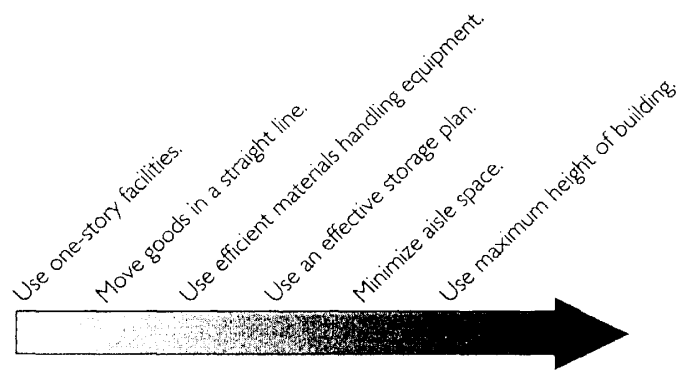 Use one-story facilities.
Move goods in a straight line.
Use efficient materials handling equipment.
Use an effective storage plan.
Minimize aisle space.
Use maximum height of building.